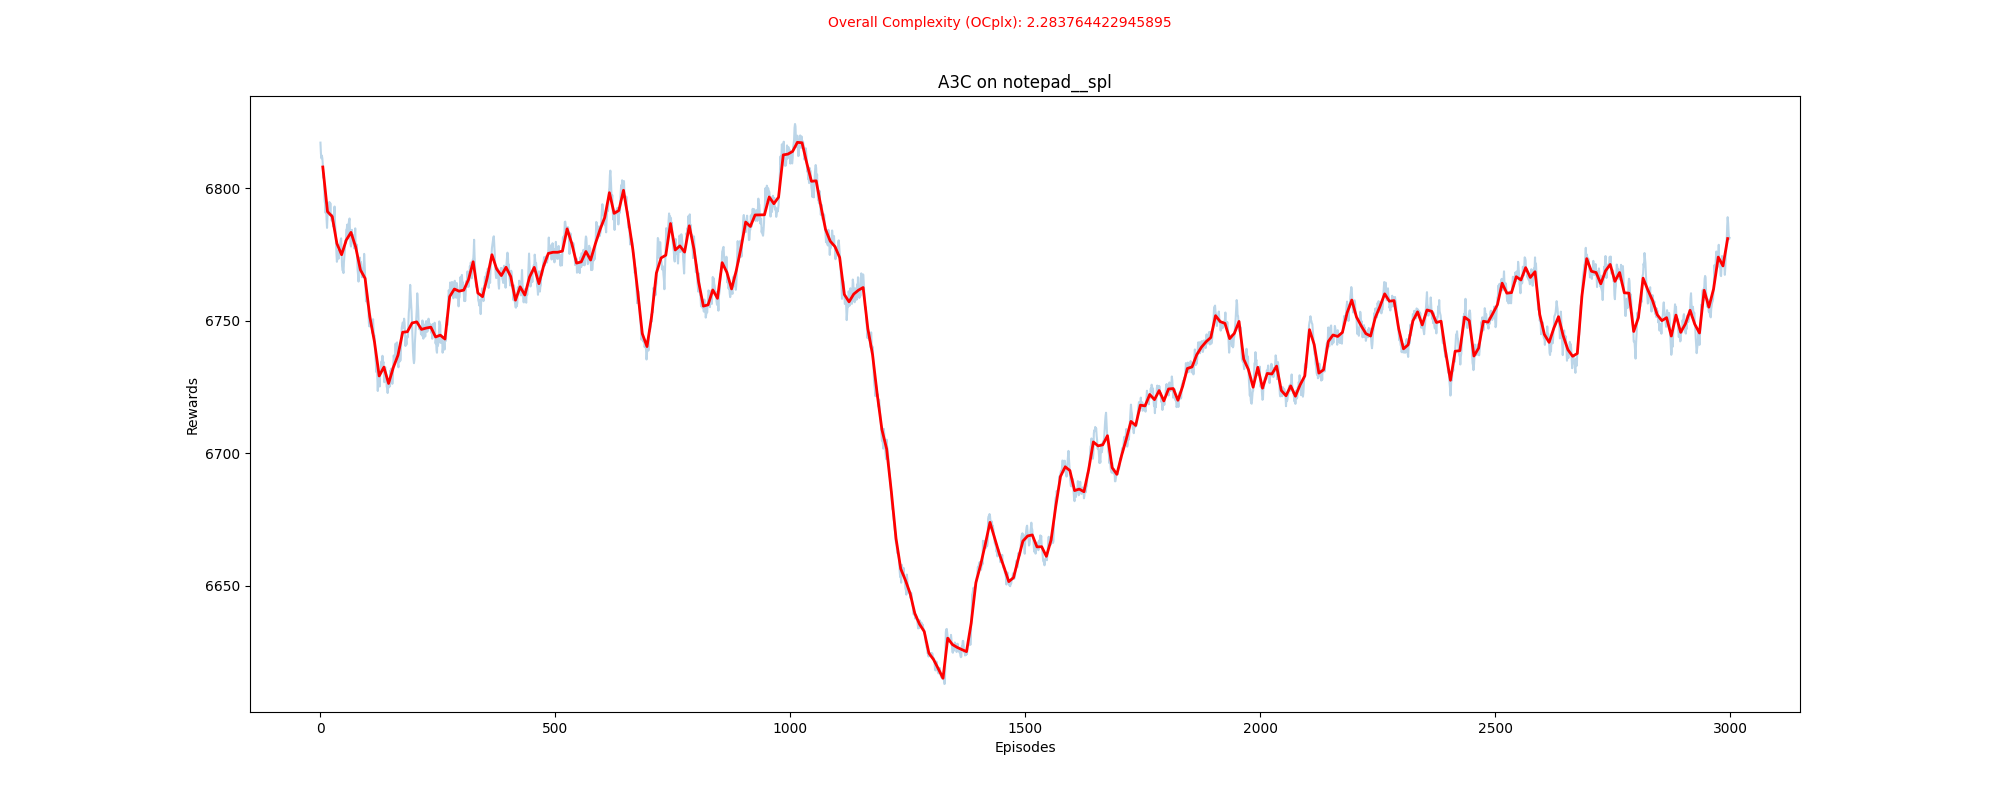 Overall Complexity (OCplx): 2.283764422945895
A3C on notepad__spl
6800
6750
6700
6650
Rewards
0 500 1000 1500 2000 2500 3000
Episodes